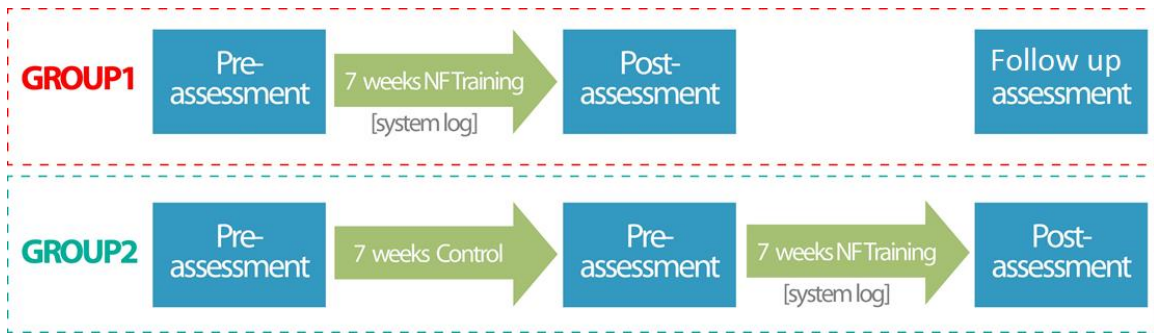 GROUP1
Pre-
assessment
7 weeks NF Training
[system log]
Post-
assessment
Follow up
assessment
GROUP2
Pre-
assessment
7 weeks Control
Pre-
assessment
7 weeks NF Training
[system log]
Post-
assessment